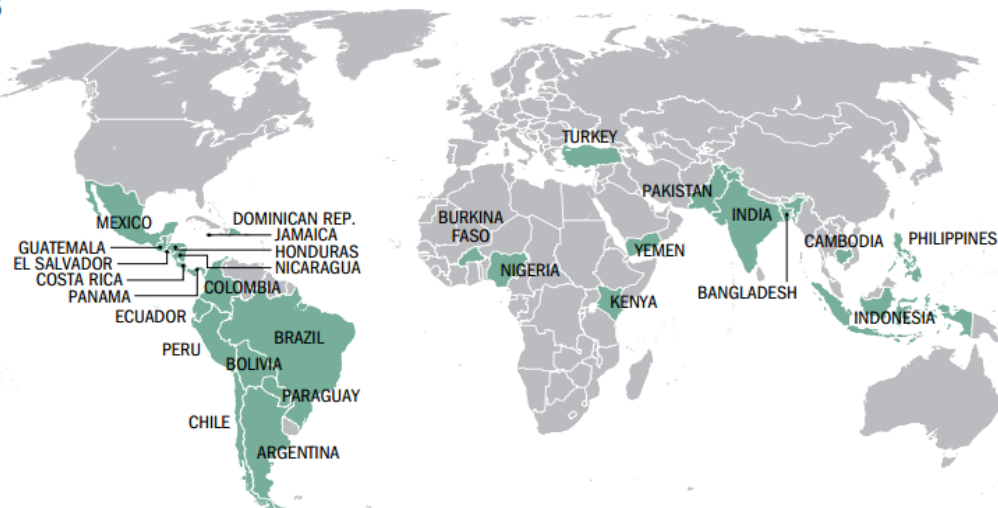 TURKEY
PAKISTAN
MEXICO
DOMINICAN REP.
JAMAICA
BURKINA
FASO
INDIA
GUATEMALA
HONDURAS
YEMEN
CAMBODIA
PHILIPPINES
EL SALVADOR
NICARAGUA
NIGERIA
COSTA RICA
COLOMBIA
PANAMA
KENYA
BANGLADESH
ECUADOR
INDONESIA
BRAZIL
PERU
BOLIVIA
PARAGUAY
CHILE
ARGENTINA